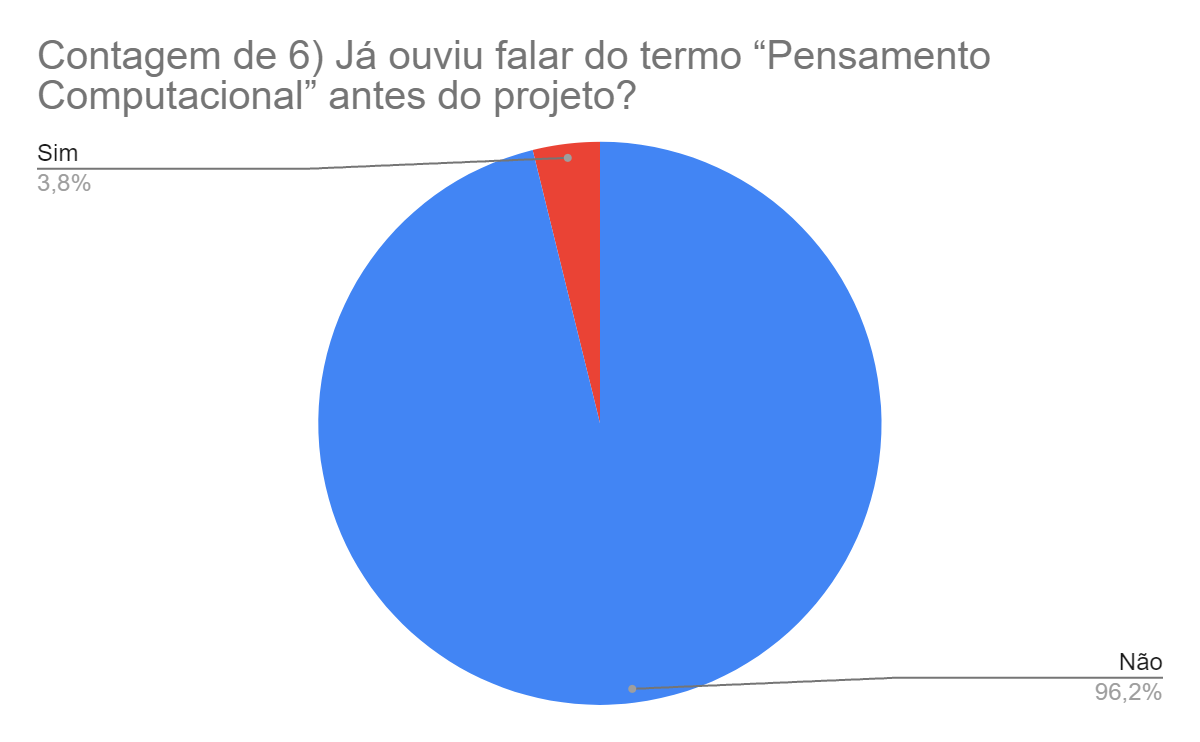 Contagem de 6) Já ouviu falar do termo “Pensamento
Computacional” antes do projeto?
Sim
3,8%
Não
96,2%